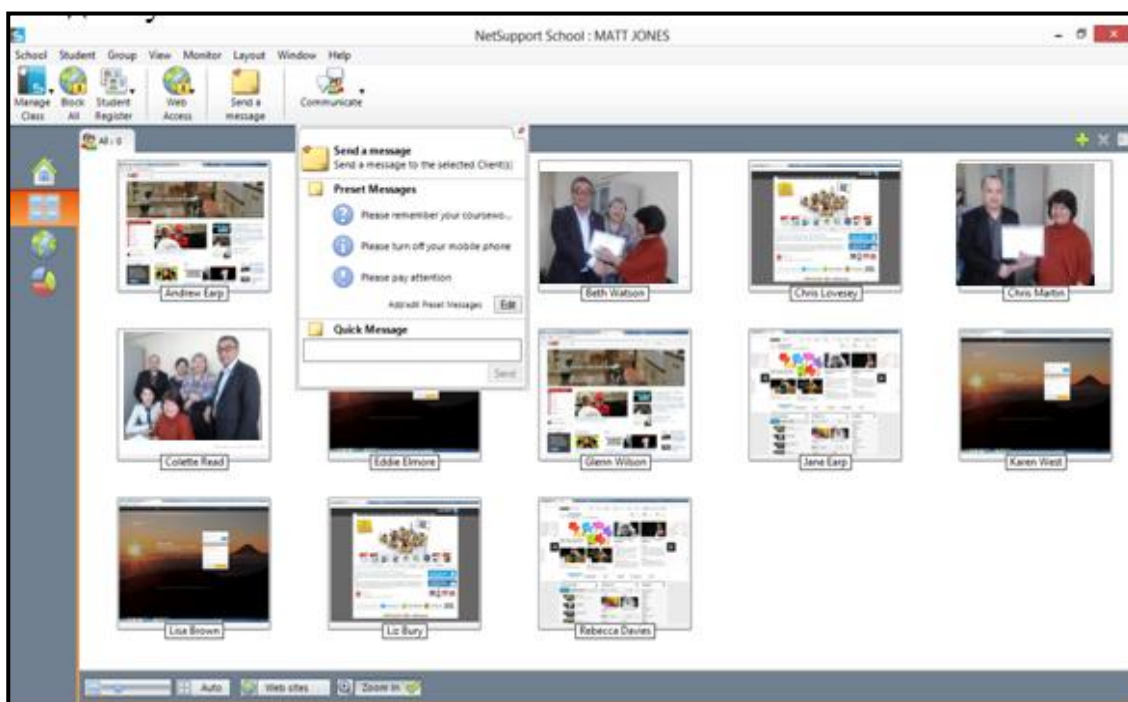 NetSupport School : MATT JONES
School Student Group View Monitor Layout Window Help
Manage Class
Block All
Student Register
Web Access
Send a message
Communicate
All : 0
Send a message
Send a message to the selected Client(s)
Preset Messages
Please remember your coursewo...
Please turn off your mobile phone
Please pay attention
Add/edit Preset Messages Edit
Quick Message
Send
Andrew Earp
Beth Watson
Chris Lovesey
Chris Martin
Colette Read
Eddie Elmore
Glenn Wilson
Jane Earp
Karen West
Lisa Brown
Liz Bury
Rebecca Davies
Auto Web sites Zoom in